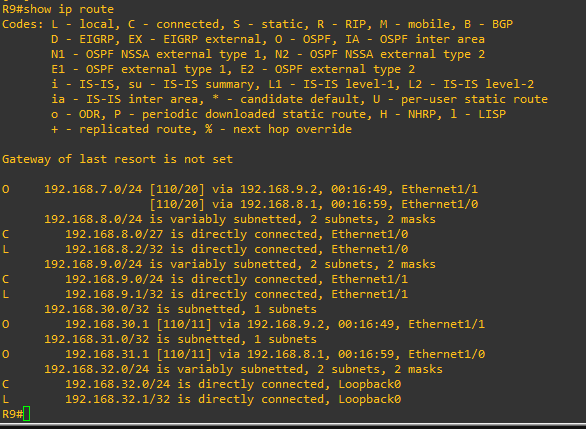 R9#show ip route
Codes: L - local, C - connected, S - static, R - RIP, M - mobile, B - BGP
       D - EIGRP, EX - EIGRP external, O - OSPF, IA - OSPF inter area
       N1 - OSPF NSSA external type 1, N2 - OSPF NSSA external type 2
       E1 - OSPF external type 1, E2 - OSPF external type 2
       i - IS-IS, su - IS-IS summary, L1 - IS-IS level-1, L2 - IS-IS level-2
       ia - IS-IS inter area, * - candidate default, U - per-user static route
       o - ODR, P - periodic downloaded static route, H - NHRP, l - LISP
       + - replicated route, % - next hop override

Gateway of last resort is not set

O     192.168.7.0/24 [110/20] via 192.168.9.2, 00:16:49, Ethernet1/1
                     [110/20] via 192.168.8.1, 00:16:59, Ethernet1/0
      192.168.8.0/24 is variably subnetted, 2 subnets, 2 masks
C        192.168.8.0/27 is directly connected, Ethernet1/0
L        192.168.8.2/32 is directly connected, Ethernet1/0
      192.168.9.0/24 is variably subnetted, 2 subnets, 2 masks
C        192.168.9.0/24 is directly connected, Ethernet1/1
L        192.168.9.1/32 is directly connected, Ethernet1/1
      192.168.30.0/32 is subnetted, 1 subnets
O        192.168.30.1 [110/11] via 192.168.9.2, 00:16:49, Ethernet1/1
      192.168.31.0/32 is subnetted, 1 subnets
O        192.168.31.1 [110/11] via 192.168.8.1, 00:16:59, Ethernet1/0
      192.168.32.0/24 is variably subnetted, 2 subnets, 2 masks
C        192.168.32.0/24 is directly connected, Loopback0
L        192.168.32.1/32 is directly connected, Loopback0
R9#